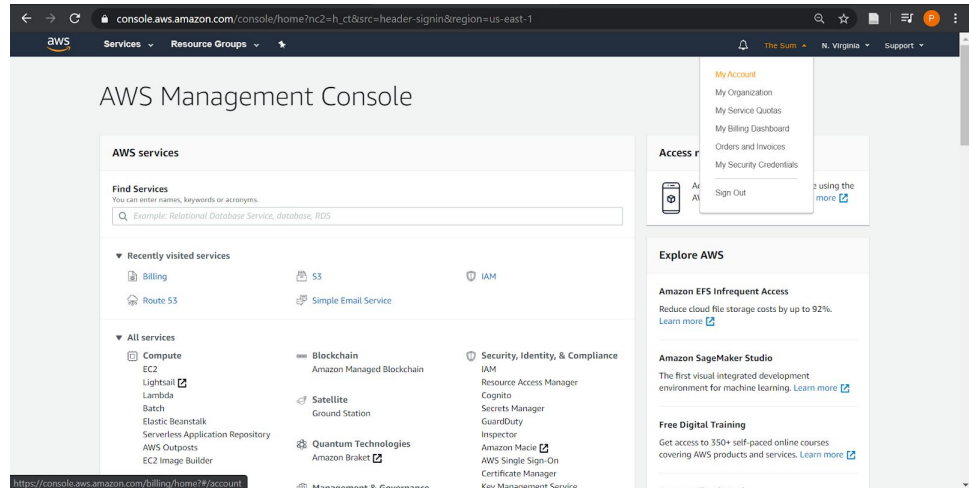 console.aws.amazon.com/console/home?nc2=h_ct&src=header-signin&region=us-east-1
P
aws
Services
Resource Groups
The Sum
N. Virginia
Support
My Account
My Organization
My Service Quotas
My Billing Dashboard
Orders and Invoices
My Security Credentials
Sign Out
AWS Management Console
AWS services
Find Services
You can enter names, keywords or acronyms.
Example: Relational Database Service, database, RDS
Recently visited services
Billing
S3
IAM
Route 53
Simple Email Service
All services
Compute
EC2
Lightsail
Lambda
Batch
Elastic Beanstalk
Serverless Application Repository
AWS Outposts
EC2 Image Builder
Blockchain
Amazon Managed Blockchain
Satellite
Ground Station
Quantum Technologies
Amazon Braket
Management & Governance
Security, Identity, & Compliance
IAM
Resource Access Manager
Cognito
Secrets Manager
GuardDuty
Inspector
Amazon Macie
AWS Single Sign-On
Certificate Manager
Key Management Service
Access
using the
more
Explore AWS
Amazon EFS Infrequent Access
Reduce cloud file storage costs by up to 92%.
Learn more
Amazon SageMaker Studio
The first visual integrated development
environment for machine learning. Learn more
Free Digital Training
Get access to 350+ self-paced online courses
covering AWS products and services. Learn more
https://console.aws.amazon.com/billing/home?#/account